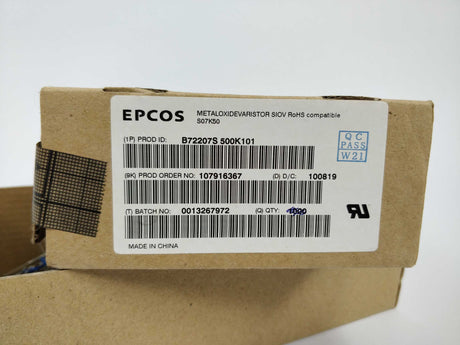 EPCOS
METALOXIDEVARISTOR SIOV RoHS compatible
S07K50
(1P) PROD ID: B72207S 500K101
QC
PASS
W21
(9K) PROD ORDER NO: 107916367 (D) D/C: 100819
(T) BATCH NO: 0013267972 (Q) QTY:
MADE IN CHINA